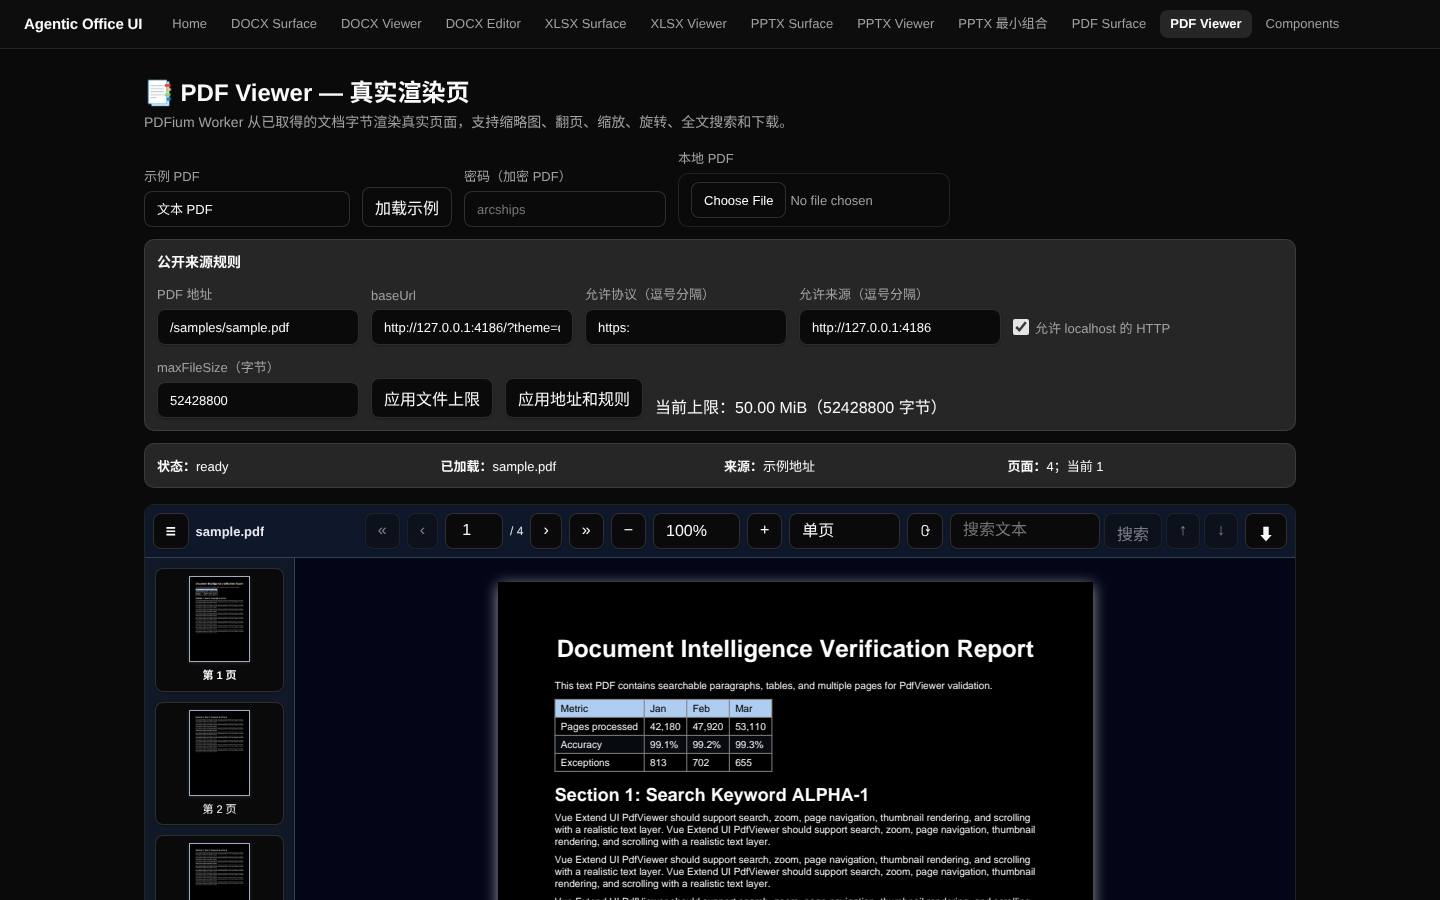 Agentic Office UI Home DOCX Surface DOCX Viewer DOCX Editor XLSX Surface XLSX Viewer PPTX Surface PPTX Viewer PPTX 最小组合 PDF Surface PDF Viewer Components
PDF Viewer — 真实渲染页
PDFium Worker 从已取得的文档字节渲染真实页面，支持缩略图、翻页、缩放、旋转、全文搜索和下载。
示例 PDF
文本 PDF
加载示例
密码（加密 PDF）
arcships
本地 PDF
Choose File No file chosen
公开来源规则
PDF 地址
/samples/sample.pdf
baseUrl
http://127.0.0.1:4186/?theme=
允许协议（逗号分隔）
https:
允许来源（逗号分隔）
http://127.0.0.1:4186
允许 localhost 的 HTTP
maxFileSize（字节）
52428800
应用文件上限
应用地址和规则
当前上限：50.00 MiB（52428800 字节）
状态：ready
已加载：sample.pdf
来源：示例地址
页面：4；当前 1
☰ sample.pdf « ‹ 1 / 4 › » − 100% + 单页 搜索文本 搜索 ↑ ↓ ⬇
第 1 页
第 2 页
Document Intelligence Verification Report
This text PDF contains searchable paragraphs, tables, and multiple pages for PdfViewer validation.
Metric Jan Feb Mar
Pages processed 42,180 47,920 53,110
Accuracy 99.1% 99.2% 99.3%
Exceptions 813 702 655
Section 1: Search Keyword ALPHA-1
Vue Extend UI PdfViewer should support search, zoom, page navigation, thumbnail rendering, and scrolling
with a realistic text layer. Vue Extend UI PdfViewer should support search, zoom, page navigation, thumbnail
rendering, and scrolling with a realistic text layer.
Vue Extend UI PdfViewer should support search, zoom, page navigation, thumbnail rendering, and scrolling
with a realistic text layer. Vue Extend UI PdfViewer should support search, zoom, page navigation, thumbnail
rendering, and scrolling with a realistic text layer.